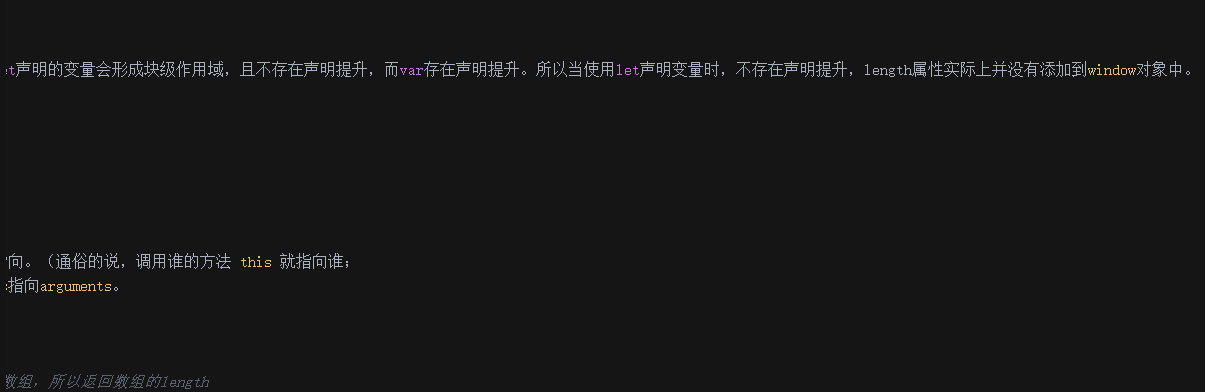 t声明的变量会形成块级作用域，且不存在声明提升，而var存在声明提升。所以当使用let声明变量时，不存在声明提升，length属性实际上并没有添加到window对象中。
向。（通俗的说，调用谁的方法 this 就指向谁；
指向arguments。
数组，所以返回数组的length